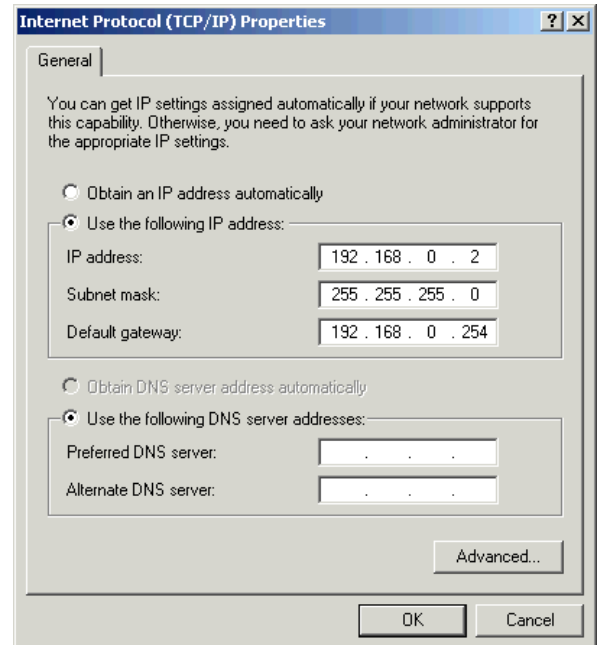 Internet Protocol (TCP/IP) Properties
General
You can get IP settings assigned automatically if your network supports
this capability. Otherwise, you need to ask your network administrator for
the appropriate IP settings.
Obtain an IP address automatically
Use the following IP address:
IP address: 192 . 168 . 0 . 2
Subnet mask: 255 . 255 . 255 . 0
Default gateway: 192 . 168 . 0 . 254
Obtain DNS server address automatically
Use the following DNS server addresses:
Preferred DNS server: . . .
Alternate DNS server: . . .
Advanced...
OK Cancel